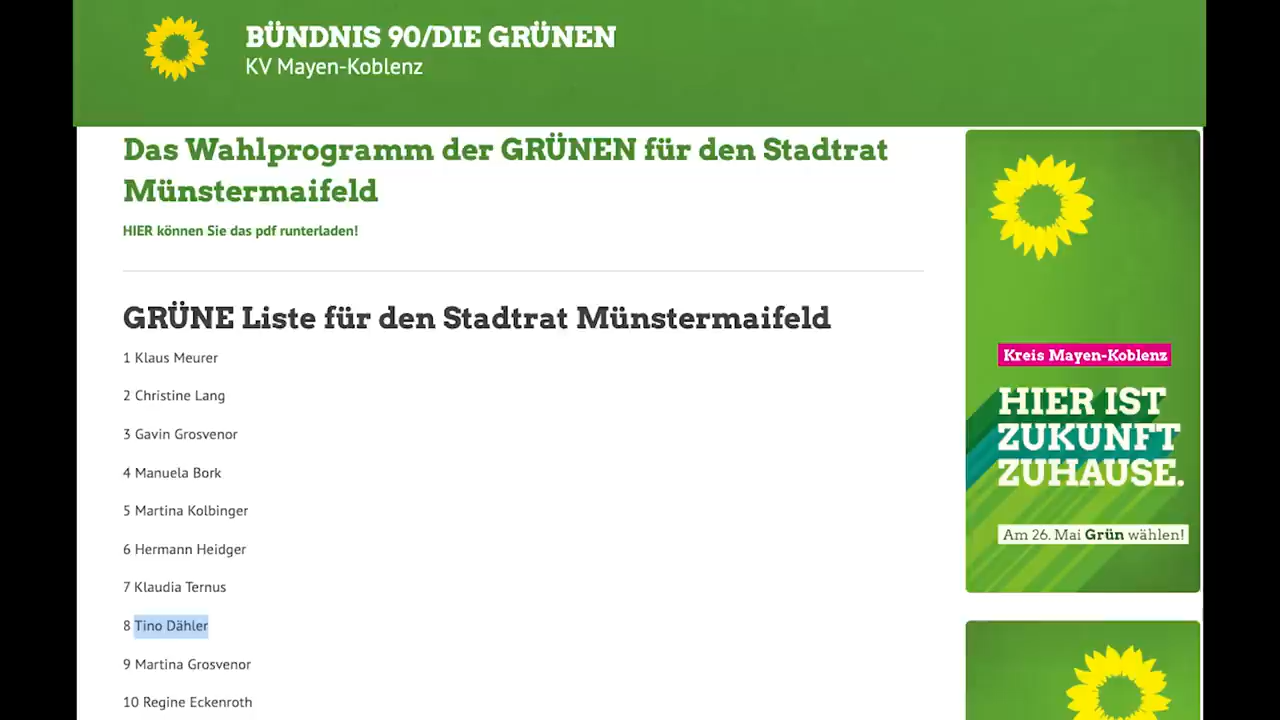 BÜNDNIS 90/DIE GRÜNEN
KV Mayen-Koblenz
Das Wahlprogramm der GRÜNEN für den Stadtrat
Münstermaifeld
HIER können Sie das pdf runterladen!
GRÜNE Liste für den Stadtrat Münstermaifeld
1 Klaus Meurer
2 Christine Lang
3 Gavin Grosvenor
4 Manuela Bork
5 Martina Kolbinger
6 Hermann Heidger
7 Klaudia Ternus
8 Tino Dähler
9 Martina Grosvenor
10 Regine Eckenroth
Kreis Mayen-Koblenz
HIER IST
ZUKUNFT
ZUHAUSE.
Am 26. Mai Grün wählen!